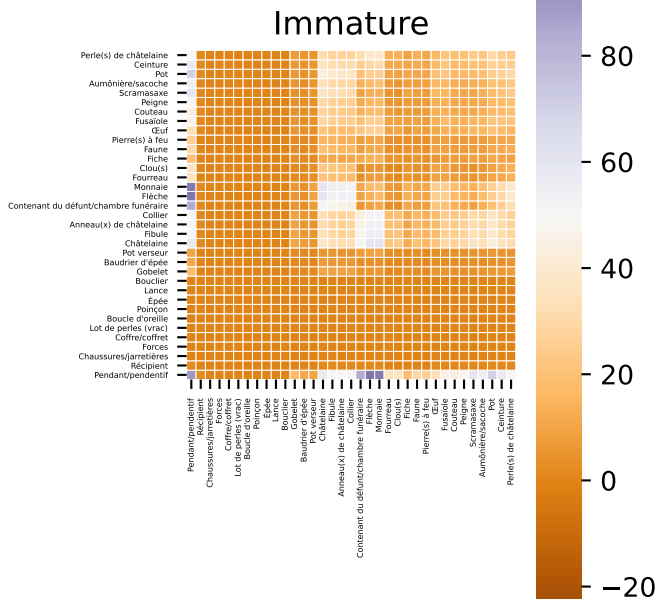 Immature
Perle(s) de châtelaine
Ceinture
Pot
Aumônière/sacoche
Scramasaxe
Peigne
Couteau
Fusaïole
Œuf
Pierre(s) à feu
Faune
Fiche
Clou(s)
Fourreau
Monnaie
Flèche
Contenant du défunt/chambre funéraire
Collier
Anneau(x) de châtelaine
Fibule
Châtelaine
Pot verseur
Baudrier d'épée
Gobelet
Bouclier
Lance
Épée
Poinçon
Boucle d'oreille
Lot de perles (vrac)
Coffre/coffret
Forces
Chaussures/jarretières
Récipient
Pendant/pendentif
Pendant/pendentif
Récipient
Chaussures/jarretières
Forces
Coffre/coffret
Lot de perles (vrac)
Boucle d'oreille
Poinçon
Épée
Lance
Bouclier
Gobelet
Baudrier d'épée
Pot verseur
Châtelaine
Fibule
Anneau(x) de châtelaine
Collier
Contenant du défunt/chambre funéraire
Flèche
Monnaie
Fourreau
Clou(s)
Fiche
Faune
Pierre(s) à feu
Œuf
Fusaïole
Couteau
Peigne
Scramasaxe
Aumônière/sacoche
Pot
Ceinture
Perle(s) de châtelaine
80
60
40
20
0
−20